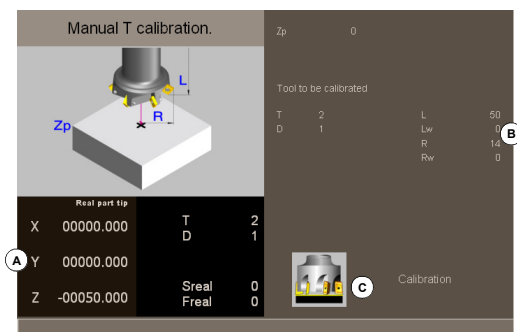 Manual T calibration.
L
R
Zp
Real part tip
X 00000.000
Y 00000.000
Z -00050.000
T 2
D 1
Sreal 0
Freal 0
A
Zp 0
Tool to be calibrated
T 2 L 50
D 1 Lw 0
R 14
Rw 0
B
C
Calibration